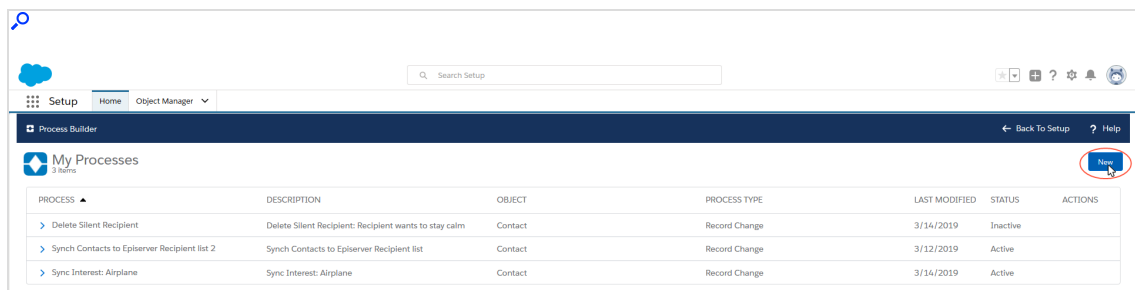 Search Setup
?
Setup Home Object Manager
Process Builder Back To Setup ? Help
My Processes
3 items
New
PROCESS DESCRIPTION OBJECT PROCESS TYPE LAST MODIFIED STATUS ACTIONS
Delete Silent Recipient Delete Silent Recipient: Recipient wants to stay calm Contact Record Change 3/14/2019 Inactive
Synch Contacts to Episerver Recipient list 2 Synch Contacts to Episerver Recipient list Contact Record Change 3/12/2019 Active
Sync Interest: Airplane Sync Interest: Airplane Contact Record Change 3/14/2019 Active